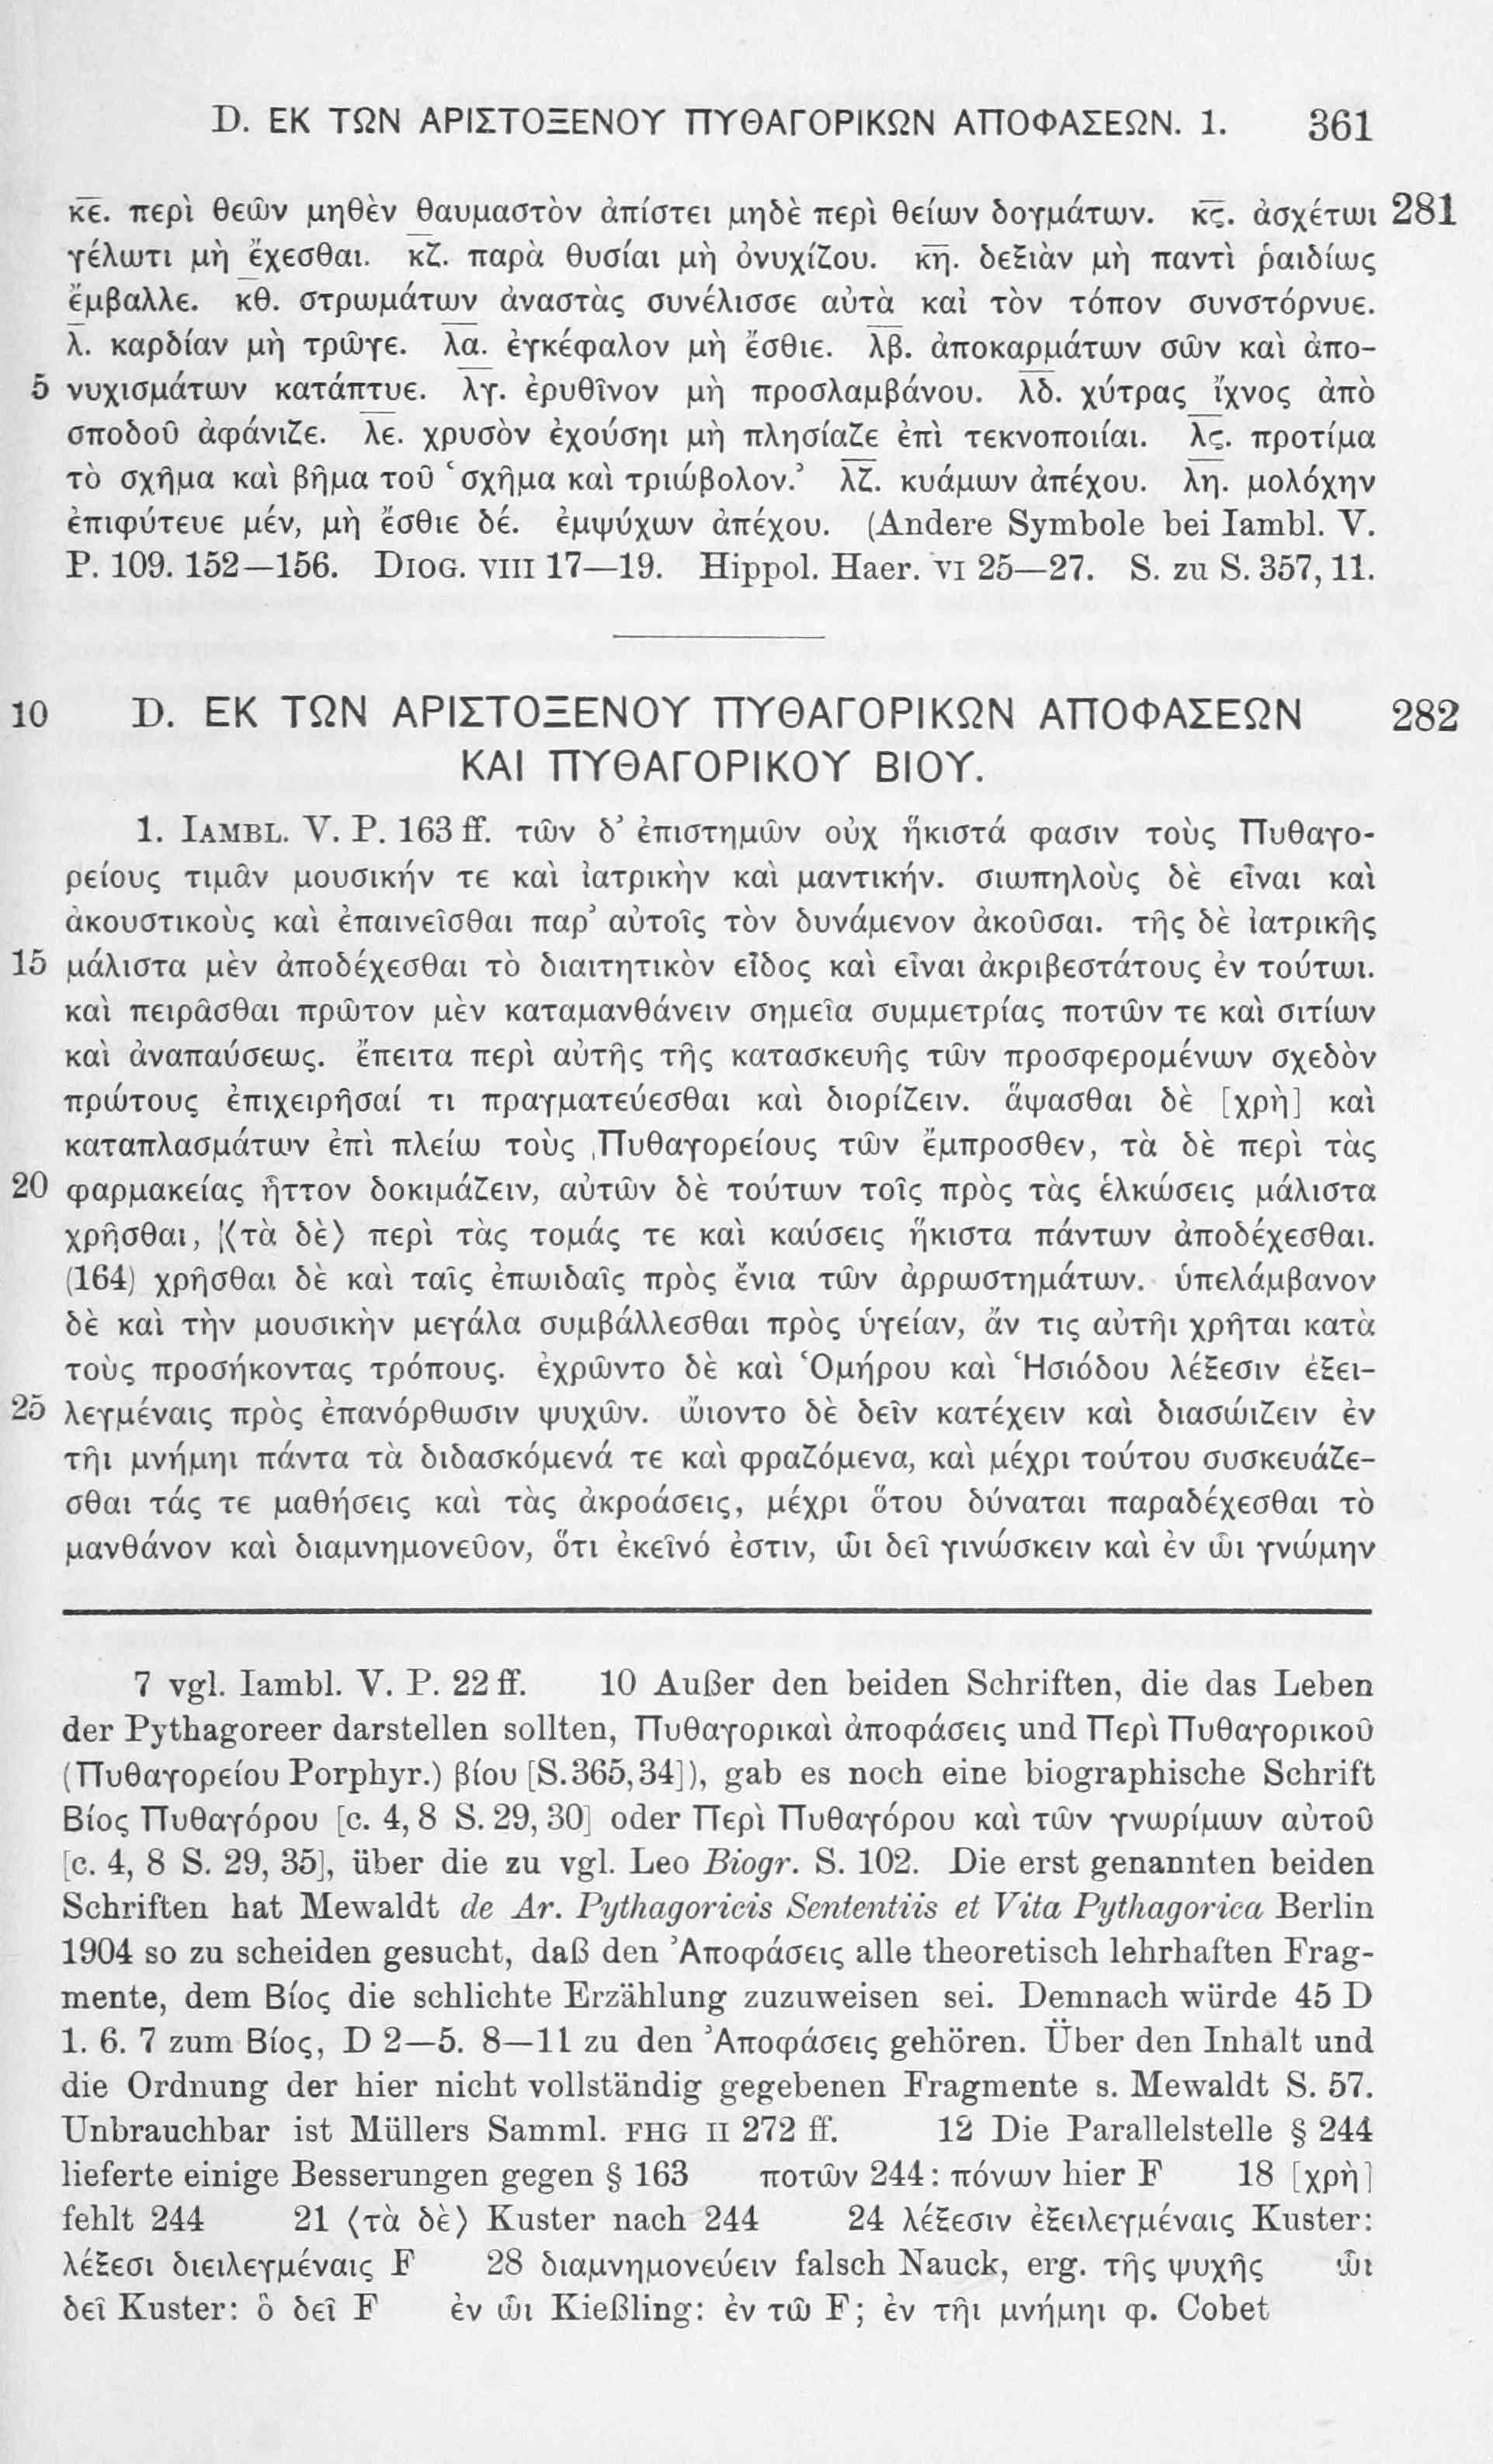 D. ΕΚ ΤΩΝ ΑΡΙΣΤΟΞΕΝΟΥ ΠΥΘΑΓΟΡΙΚΩΝ ΑΠΟΦΑΣΕΩΝ. 1. 361
κ̅ε̅. περὶ θεῶν μηθὲν θαυμαστὸν ἀπίστει μηδὲ περὶ θείων δογμάτων. κ̅ς̅. ἀσχέτωι 281
γέλωτι μὴ ἔχεσθαι. κ̅ζ̅. παρὰ θυσίαι μὴ ὀνυχίζου. κ̅η̅. δεξιὰν μὴ παντὶ ῥαιδίως
ἔμβαλλε. κ̅θ̅. στρωμάτων ἀναστὰς συνέλισσε αὐτὰ καὶ τὸν τόπον συνστόρνυε.
λ̅. καρδίαν μὴ τρῶγε. λ̅α̅. ἐγκέφαλον μὴ ἔσθιε. λ̅β̅. ἀποκαρμάτων σῶν καὶ ἀπο-
5 νυχισμάτων κατάπτυε. λ̅γ̅. ἐρυθῖνον μὴ προσλαμβάνου. λ̅δ̅. χύτρας ἴχνος ἀπὸ
σποδοῦ ἀφάνιζε. λ̅ε̅. χρυσὸν ἐχούσηι μὴ πλησίαζε ἐπὶ τεκνοποιίαι. λ̅ς̅. προτίμα
τὸ σχῆμα καὶ βῆμα τοῦ ‘σχῆμα καὶ τριώβολον.’ λ̅ζ̅. κυάμων ἀπέχου. λ̅η̅. μολόχην
ἐπιφύτευε μέν, μὴ ἔσθιε δέ. ἐμψύχων ἀπέχου. (Andere Symbole bei Iambl. V.
P. 109. 152—156. DIOG. VIII 17—19. Hippol. Haer. VI 25—27. S. zu S. 357, 11.
10 D. ΕΚ ΤΩΝ ΑΡΙΣΤΟΞΕΝΟΥ ΠΥΘΑΓΟΡΙΚΩΝ ΑΠΟΦΑΣΕΩΝ 282
ΚΑΙ ΠΥΘΑΓΟΡΙΚΟΥ ΒΙΟΥ.
1. IAMBL. V. P. 163 ff. τῶν δ’ ἐπιστημῶν οὐχ ἥκιστά φασιν τοὺς Πυθαγο-
ρείους τιμᾶν μουσικήν τε καὶ ἰατρικὴν καὶ μαντικήν. σιωπηλοὺς δὲ εἶναι καὶ
ἀκουστικοὺς καὶ ἐπαινεῖσθαι παρ’ αὐτοῖς τὸν δυνάμενον ἀκοῦσαι. τῆς δὲ ἰατρικῆς
15 μάλιστα μὲν ἀποδέχεσθαι τὸ διαιτητικὸν εἶδος καὶ εἶναι ἀκριβεστάτους ἐν τούτωι.
καὶ πειρᾶσθαι πρῶτον μὲν καταμανθάνειν σημεῖα συμμετρίας ποτῶν τε καὶ σιτίων
καὶ ἀναπαύσεως. ἔπειτα περὶ αὐτῆς τῆς κατασκευῆς τῶν προσφερομένων σχεδὸν
πρώτους ἐπιχειρῆσαί τι πραγματεύεσθαι καὶ διορίζειν. ἅψασθαι δὲ [χρὴ] καὶ
καταπλασμάτων ἐπὶ πλείω τοὺς Πυθαγορείους τῶν ἔμπροσθεν, τὰ δὲ περὶ τὰς
20 φαρμακείας ἧττον δοκιμάζειν, αὐτῶν δὲ τούτων τοῖς πρὸς τὰς ἑλκώσεις μάλιστα
χρῆσθαι, ⟨τὰ δὲ⟩ περὶ τὰς τομάς τε καὶ καύσεις ἥκιστα πάντων ἀποδέχεσθαι.
(164) χρῆσθαι δὲ καὶ ταῖς ἐπωιδαῖς πρὸς ἔνια τῶν ἀρρωστημάτων. ὑπελάμβανον
δὲ καὶ τὴν μουσικὴν μεγάλα συμβάλλεσθαι πρὸς ὑγείαν, ἄν τις αὐτῆι χρῆται κατὰ
τοὺς προσήκοντας τρόπους. ἐχρῶντο δὲ καὶ Ὁμήρου καὶ Ἡσιόδου λέξεσιν ἐξει-
25 λεγμέναις πρὸς ἐπανόρθωσιν ψυχῶν. ὤιοντο δὲ δεῖν κατέχειν καὶ διασώιζειν ἐν
τῆι μνήμηι πάντα τὰ διδασκόμενά τε καὶ φραζόμενα, καὶ μέχρι τούτου συσκευάζε-
σθαι τάς τε μαθήσεις καὶ τὰς ἀκροάσεις, μέχρι ὅτου δύναται παραδέχεσθαι τὸ
μανθάνον καὶ διαμνημονεῦον, ὅτι ἐκεῖνό ἐστιν, ὧι δεῖ γινώσκειν καὶ ἐν ὧι γνώμην
7 vgl. Iambl. V. P. 22 ff. 10 Außer den beiden Schriften, die das Leben
der Pythagoreer darstellen sollten, Πυθαγορικαὶ ἀποφάσεις und Περὶ Πυθαγορικοῦ
(Πυθαγορείου Porphyr.) βίου [S. 365, 34]), gab es noch eine biographische Schrift
Βίος Πυθαγόρου [c. 4, 8 S. 29, 30] oder Περὶ Πυθαγόρου καὶ τῶν γνωρίμων αὐτοῦ
[c. 4, 8 S. 29, 35], über die zu vgl. Leo Biogr. S. 102. Die erst genannten beiden
Schriften hat Mewaldt de Ar. Pythagoricis Sententiis et Vita Pythagorica Berlin
1904 so zu scheiden gesucht, daß den Ἀποφάσεις alle theoretisch lehrhaften Frag-
mente, dem Βίος die schlichte Erzählung zuzuweisen sei. Demnach würde 45 D
1. 6. 7 zum Βίος, D 2—5. 8—11 zu den Ἀποφάσεις gehören. Über den Inhalt und
die Ordnung der hier nicht vollständig gegebenen Fragmente s. Mewaldt S. 57.
Unbrauchbar ist Müllers Samml. FHG II 272 ff. 12 Die Parallelstelle § 244
lieferte einige Besserungen gegen § 163 ποτῶν 244: πόνων hier F 18 [χρὴ]
fehlt 244 21 ⟨τὰ δὲ⟩ Kuster nach 244 24 λέξεσιν ἐξειλεγμέναις Kuster:
λέξεσι διειλεγμέναις F 28 διαμνημονεύειν falsch Nauck, erg. τῆς ψυχῆς ὧι
δεῖ Kuster: ὃ δεῖ F ἐν ὧι Kießling: ἐν τῶ F; ἐν τῆι μνήμηι φ. Cobet